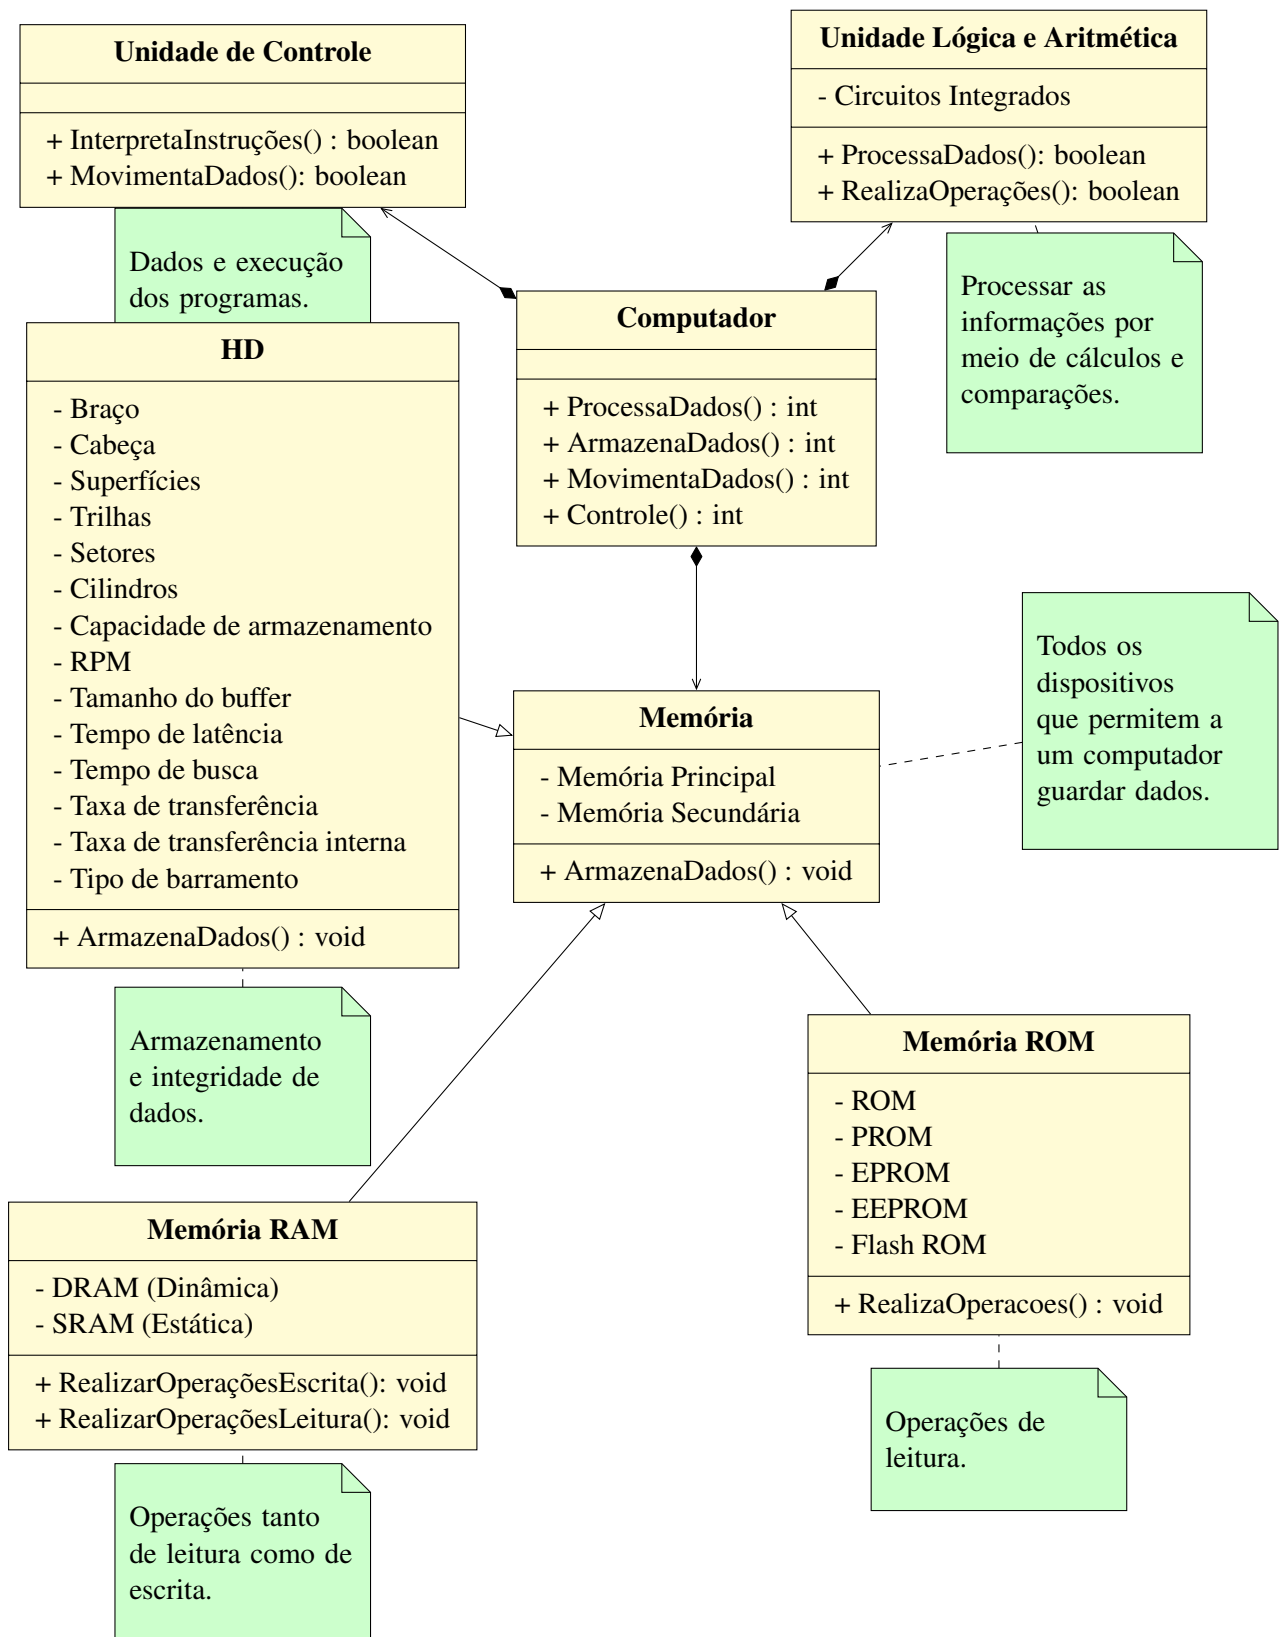 Unidade de Controle
+ InterpretaInstruções() : boolean
+ MovimentaDados(): boolean
Dados e execução
dos programas.
Unidade Lógica e Aritmética
- Circuitos Integrados
+ ProcessaDados(): boolean
+ RealizaOperações(): boolean
Processar as
informações por
meio de cálculos e
comparações.
Computador
+ ProcessaDados() : int
+ ArmazenaDados() : int
+ MovimentaDados() : int
+ Controle() : int
HD
- Braço
- Cabeça
- Superfícies
- Trilhas
- Setores
- Cilindros
- Capacidade de armazenamento
- RPM
- Tamanho do buffer
- Tempo de latência
- Tempo de busca
- Taxa de transferência
- Taxa de transferência interna
- Tipo de barramento
+ ArmazenaDados() : void
Armazenamento
e integridade de
dados.
Memória
- Memória Principal
- Memória Secundária
+ ArmazenaDados() : void
Todos os
dispositivos
que permitem a
um computador
guardar dados.
Memória RAM
- DRAM (Dinâmica)
- SRAM (Estática)
+ RealizarOperaçõesEscrita(): void
+ RealizarOperaçõesLeitura(): void
Operações tanto
de leitura como de
escrita.
Memória ROM
- ROM
- PROM
- EPROM
- EEPROM
- Flash ROM
+ RealizaOperacoes() : void
Operações de
leitura.